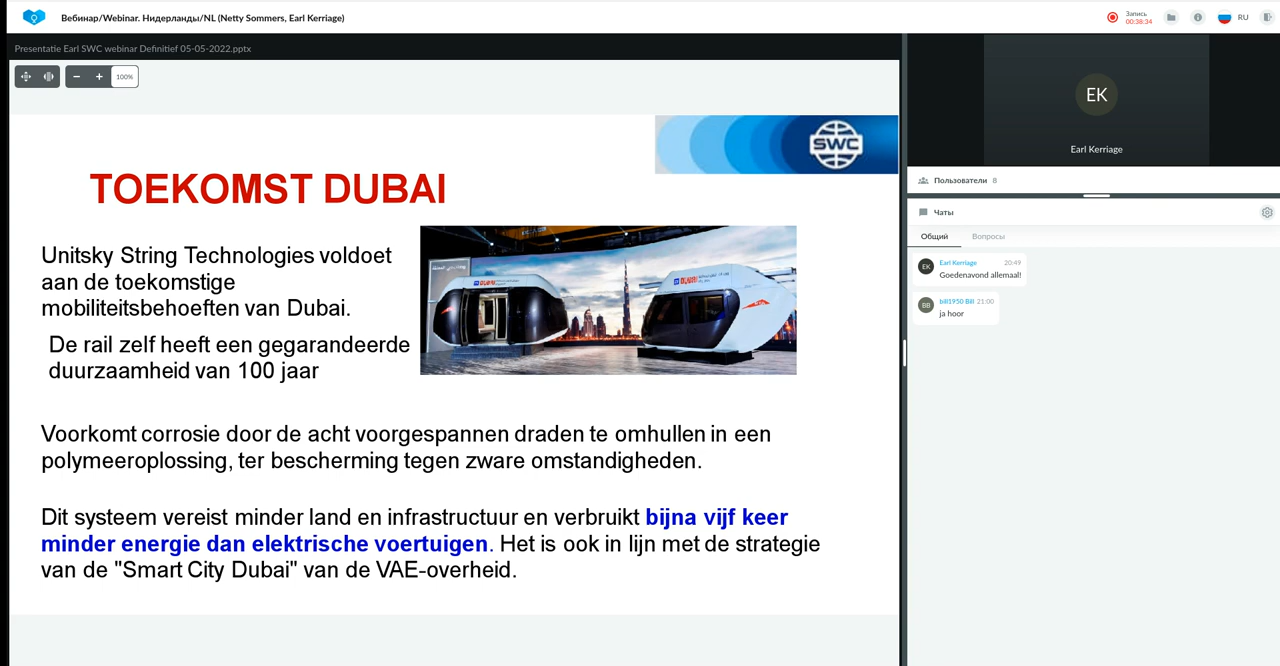 Вебинар/Webinar. Нидерланды/NL (Netty Sommers, Earl Kerriage)
Запись
00:38:34
RU
Presentatie Earl SWC webinar Definitief 05-05-2022.pptx
100%
SWC
TOEKOMST DUBAI
Unitsky String Technologies voldoet
aan de toekomstige
mobiliteitsbehoeften van Dubai.
De rail zelf heeft een gegarandeerde
duurzaamheid van 100 jaar
DUBAI
DUBAI
Voorkomt corrosie door de acht voorgespannen draden te omhullen in een
polymeeroplossing, ter bescherming tegen zware omstandigheden.
Dit systeem vereist minder land en infrastructuur en verbruikt bijna vijf keer
minder energie dan elektrische voertuigen. Het is ook in lijn met de strategie
van de "Smart City Dubai" van de VAE-overheid.
EK
Earl Kerriage
Пользователи 8
Чаты
Общий Вопросы
EK Earl Kerriage 20:49
Goedenavond allemaal!
BB bill1950 Bill 21:00
ja hoor